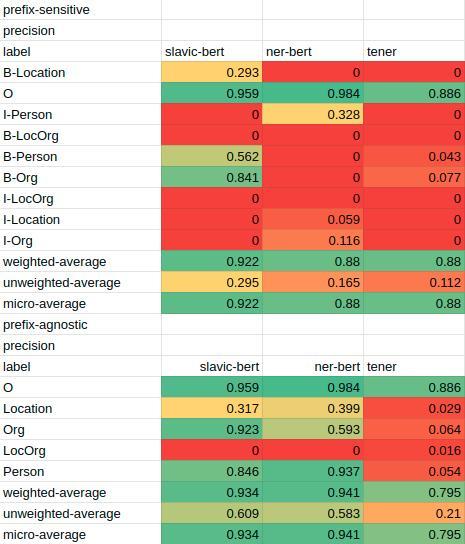 prefix-sensitive
precision
label slavic-bert ner-bert tener
B-Location 0.293 0 0
O 0.959 0.984 0.886
I-Person 0 0.328 0
B-LocOrg 0 0 0
B-Person 0.562 0 0.043
B-Org 0.841 0 0.077
I-LocOrg 0 0 0
I-Location 0 0.059 0
I-Org 0 0.116 0
weighted-average 0.922 0.88 0.88
unweighted-average 0.295 0.165 0.112
micro-average 0.922 0.88 0.88
prefix-agnostic
precision
label slavic-bert ner-bert tener
O 0.959 0.984 0.886
Location 0.317 0.399 0.029
Org 0.923 0.593 0.064
LocOrg 0 0 0.016
Person 0.846 0.937 0.054
weighted-average 0.934 0.941 0.795
unweighted-average 0.609 0.583 0.21
micro-average 0.934 0.941 0.795